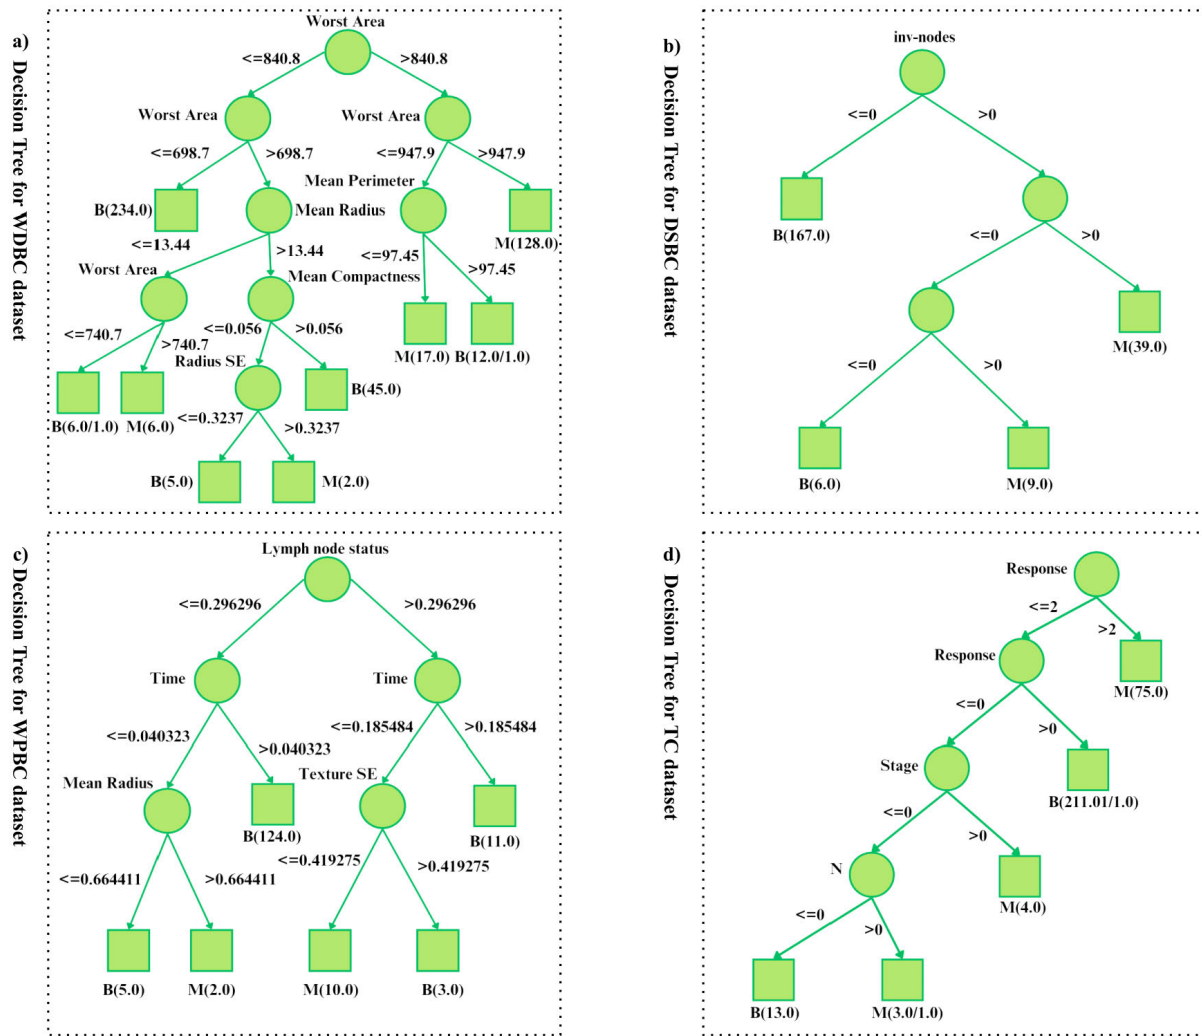 a)
Decision Tree for WDBC dataset
Worst Area
<=840.8
>840.8
Worst Area
Worst Area
<=698.7
>698.7
<=947.9
>947.9
Mean Perimeter
B(234.0)
Mean Radius
M(128.0)
<=13.44
>13.44
<=97.45
>97.45
Worst Area
Mean Compactness
<=740.7
>740.7
<=0.056
>0.056
M(17.0)
B(12.0/1.0)
Radius SE
B(6.0/1.0)
M(6.0)
B(45.0)
<=0.3237
>0.3237
B(5.0)
M(2.0)
b)
Decision Tree for DSBC dataset
inv-nodes
<=0
>0
B(167.0)
<=0
>0
M(39.0)
<=0
>0
B(6.0)
M(9.0)
c)
Decision Tree for WPBC dataset
Lymph node status
<=0.296296
>0.296296
Time
Time
<=0.040323
>0.040323
<=0.185484
>0.185484
Mean Radius
Texture SE
B(124.0)
B(11.0)
<=0.664411
>0.664411
<=0.419275
>0.419275
B(5.0)
M(2.0)
M(10.0)
B(3.0)
d)
Decision Tree for TC dataset
Response
<=2
>2
Response
M(75.0)
<=0
>0
Stage
B(211.01/1.0)
<=0
>0
N
M(4.0)
<=0
>0
B(13.0)
M(3.0/1.0)